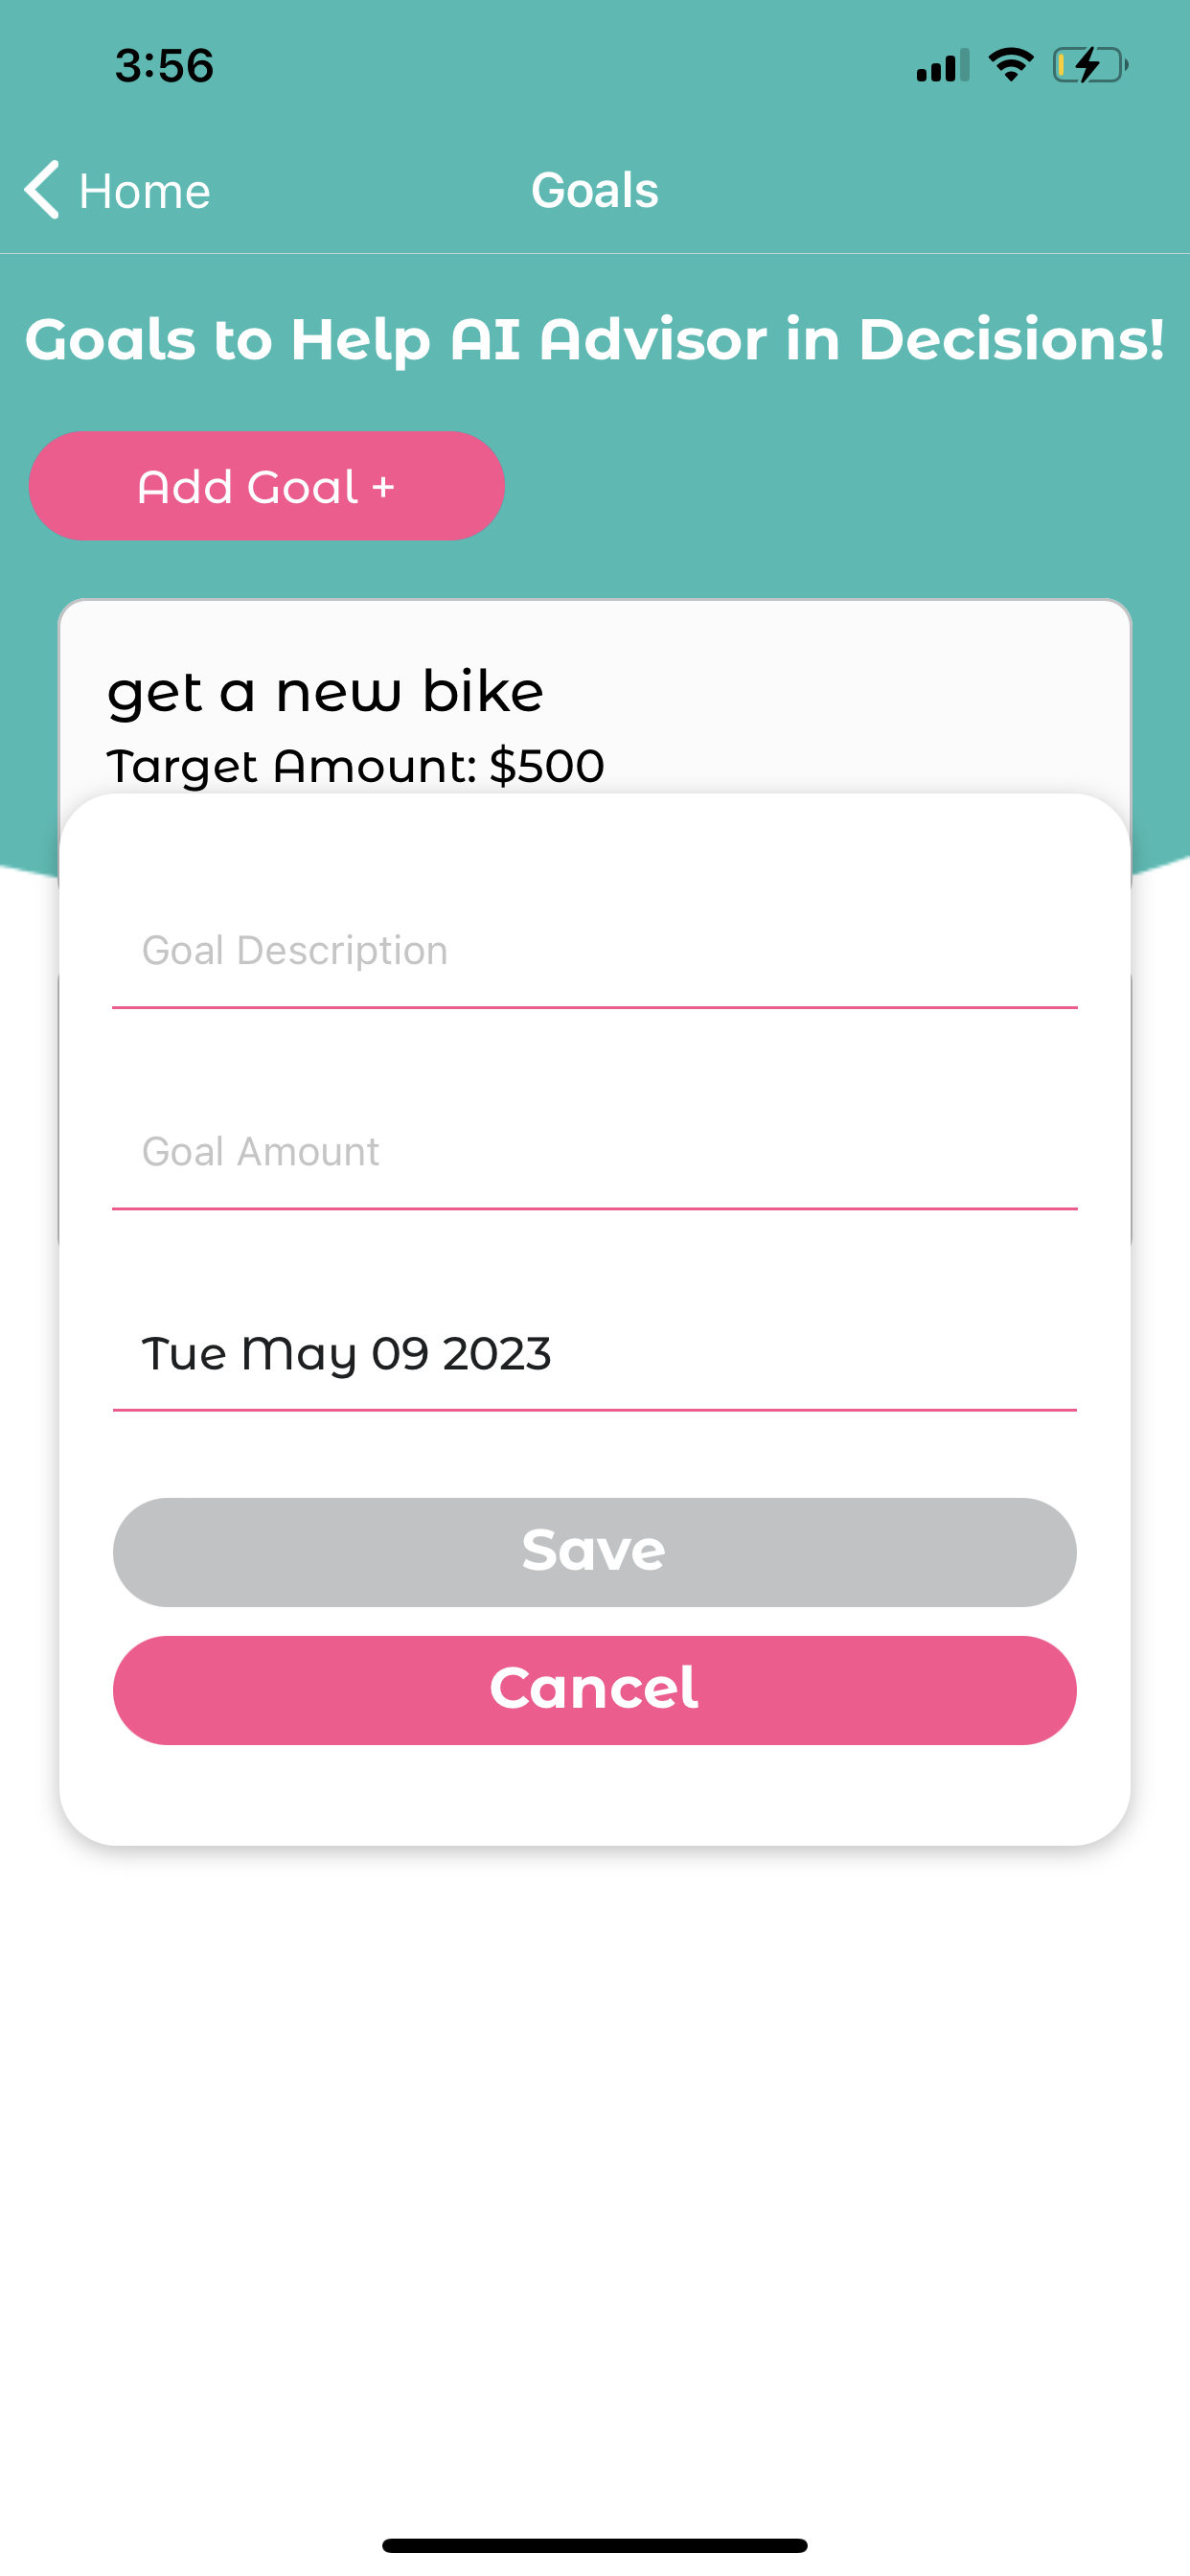 3:56
Home
Goals
Goals to Help AI Advisor in Decisions!
Add Goal +
get a new bike
Target Amount: $500
Goal Description
Goal Amount
Tue May 09 2023
Save
Cancel